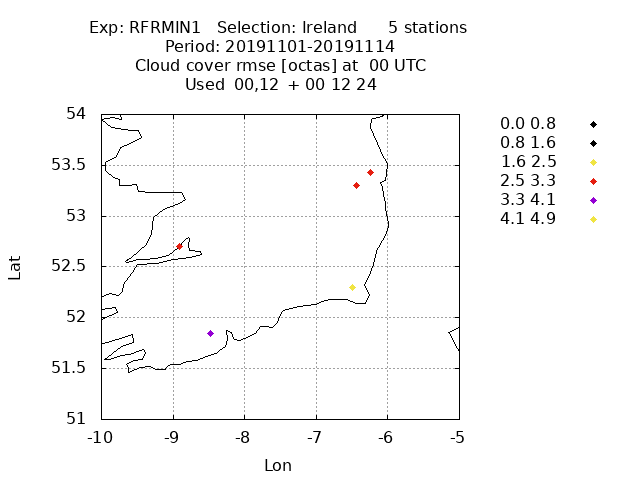 Exp: RFRMIN1 Selection: Ireland 5 stations
Period: 20191101-20191114
Cloud cover rmse [octas] at 00 UTC
Used 00,12 + 00 12 24
54
53.5
53
52.5
52
51.5
51
Lat
-10 -9 -8 -7 -6 -5
Lon
0.0 0.8
0.8 1.6
1.6 2.5
2.5 3.3
3.3 4.1
4.1 4.9